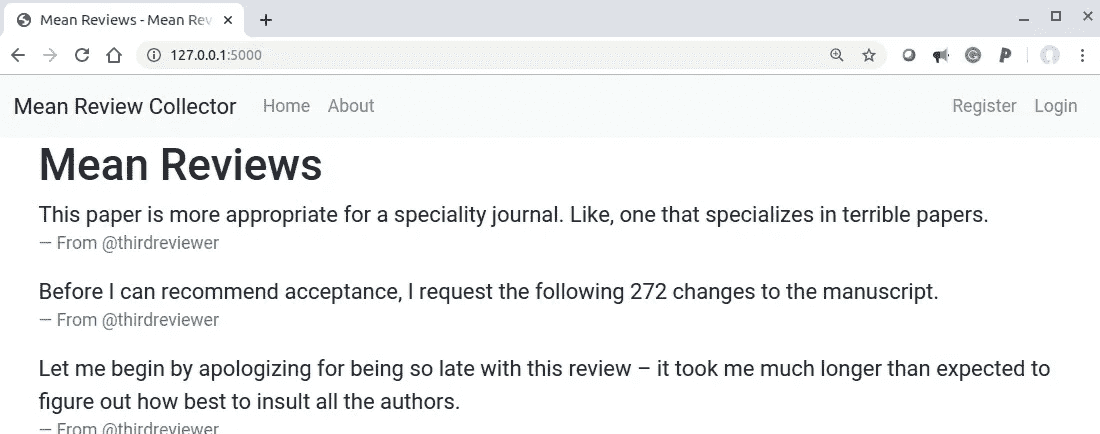 Mean Reviews - Mean Rev
127.0.0.1:5000
Mean Review Collector Home About Register Login
Mean Reviews
This paper is more appropriate for a speciality journal. Like, one that specializes in terrible papers.
— From @thirdreviewer
Before I can recommend acceptance, I request the following 272 changes to the manuscript.
— From @thirdreviewer
Let me begin by apologizing for being so late with this review – it took me much longer than expected to
figure out how best to insult all the authors.
— From @thirdreviewer